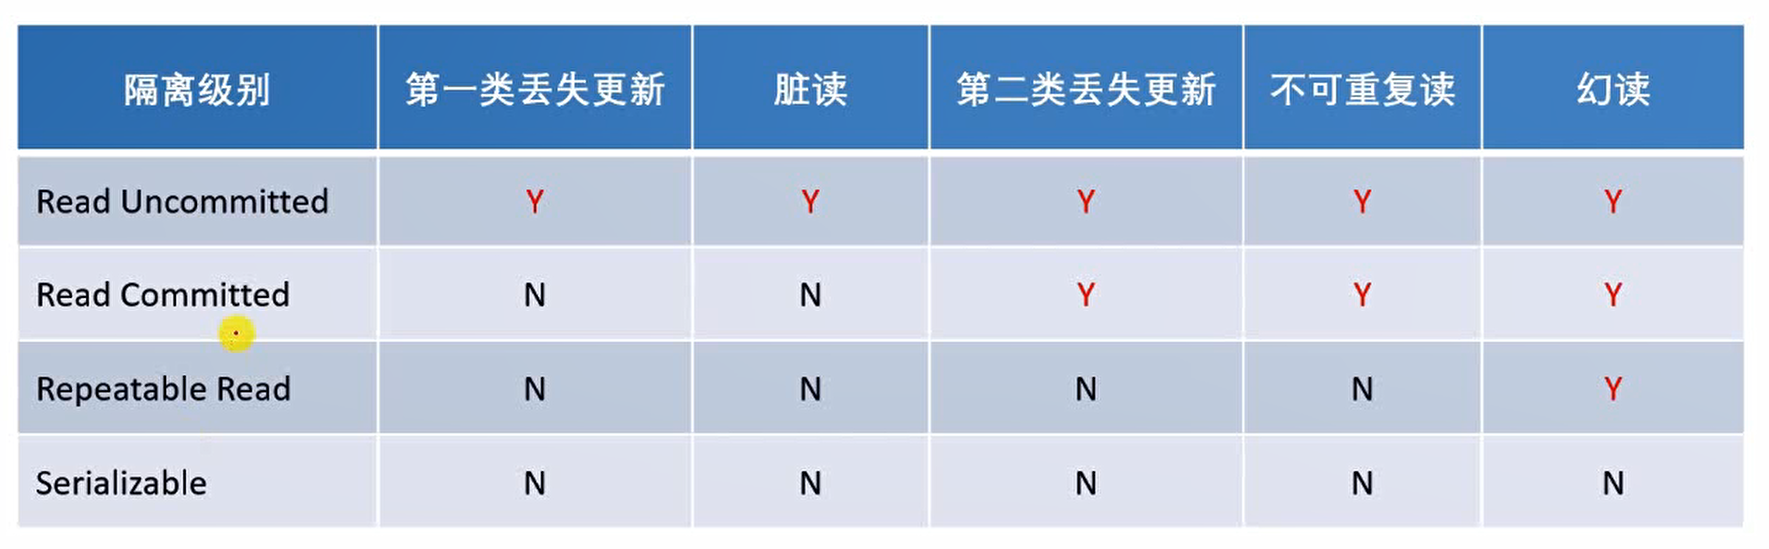 隔离级别 第一类丢失更新 脏读 第二类丢失更新 不可重复读 幻读
Read Uncommitted Y Y Y Y Y
Read Committed N N Y Y Y
Repeatable Read N N N N Y
Serializable N N N N N